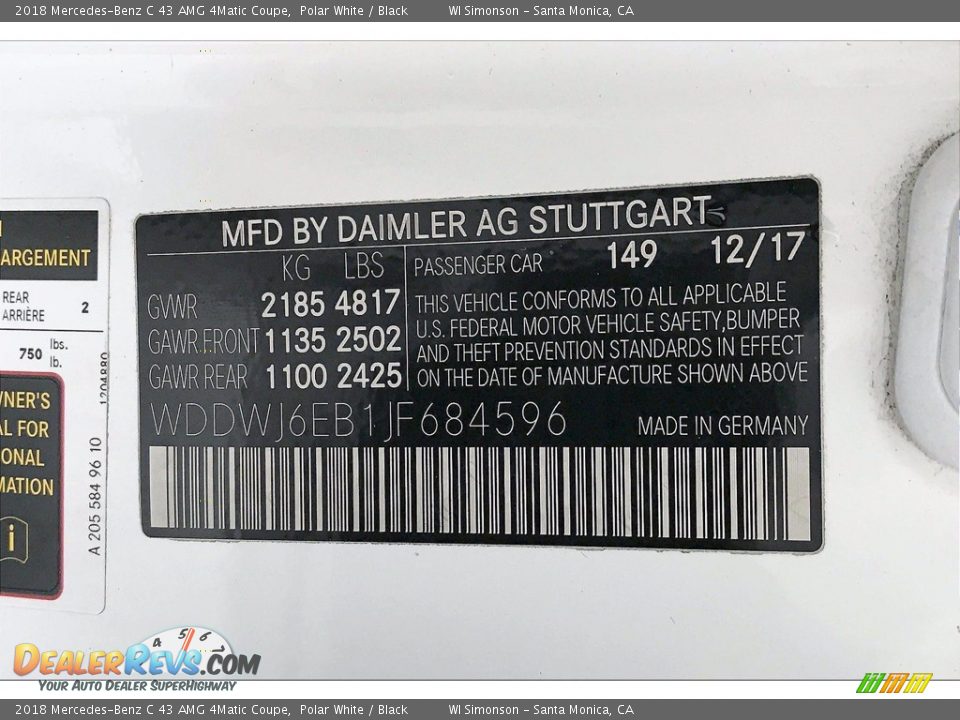 2018 Mercedes-Benz C 43 AMG 4Matic Coupe, Polar White / Black WI Simonson - Santa Monica, CA
ARGEMENT
REAR
ARRIÈRE 2
750 lbs.
lb.
1204880
WNER'S
AL FOR
ONAL
MATION
i
A 205 584 96 10
MFD BY DAIMLER AG STUTTGART
KG LBS
GVWR 2185 4817
GAWR FRONT 1135 2502
GAWR REAR 1100 2425
PASSENGER CAR 149 12/17
THIS VEHICLE CONFORMS TO ALL APPLICABLE
U.S. FEDERAL MOTOR VEHICLE SAFETY,BUMPER
AND THEFT PREVENTION STANDARDS IN EFFECT
ON THE DATE OF MANUFACTURE SHOWN ABOVE
WDDWJ6EB1JF684596 MADE IN GERMANY
4 5 6 7
DEALERREVS.COM
YOUR AUTO DEALER SUPERHIGHWAY
2018 Mercedes-Benz C 43 AMG 4Matic Coupe, Polar White / Black WI Simonson - Santa Monica, CA